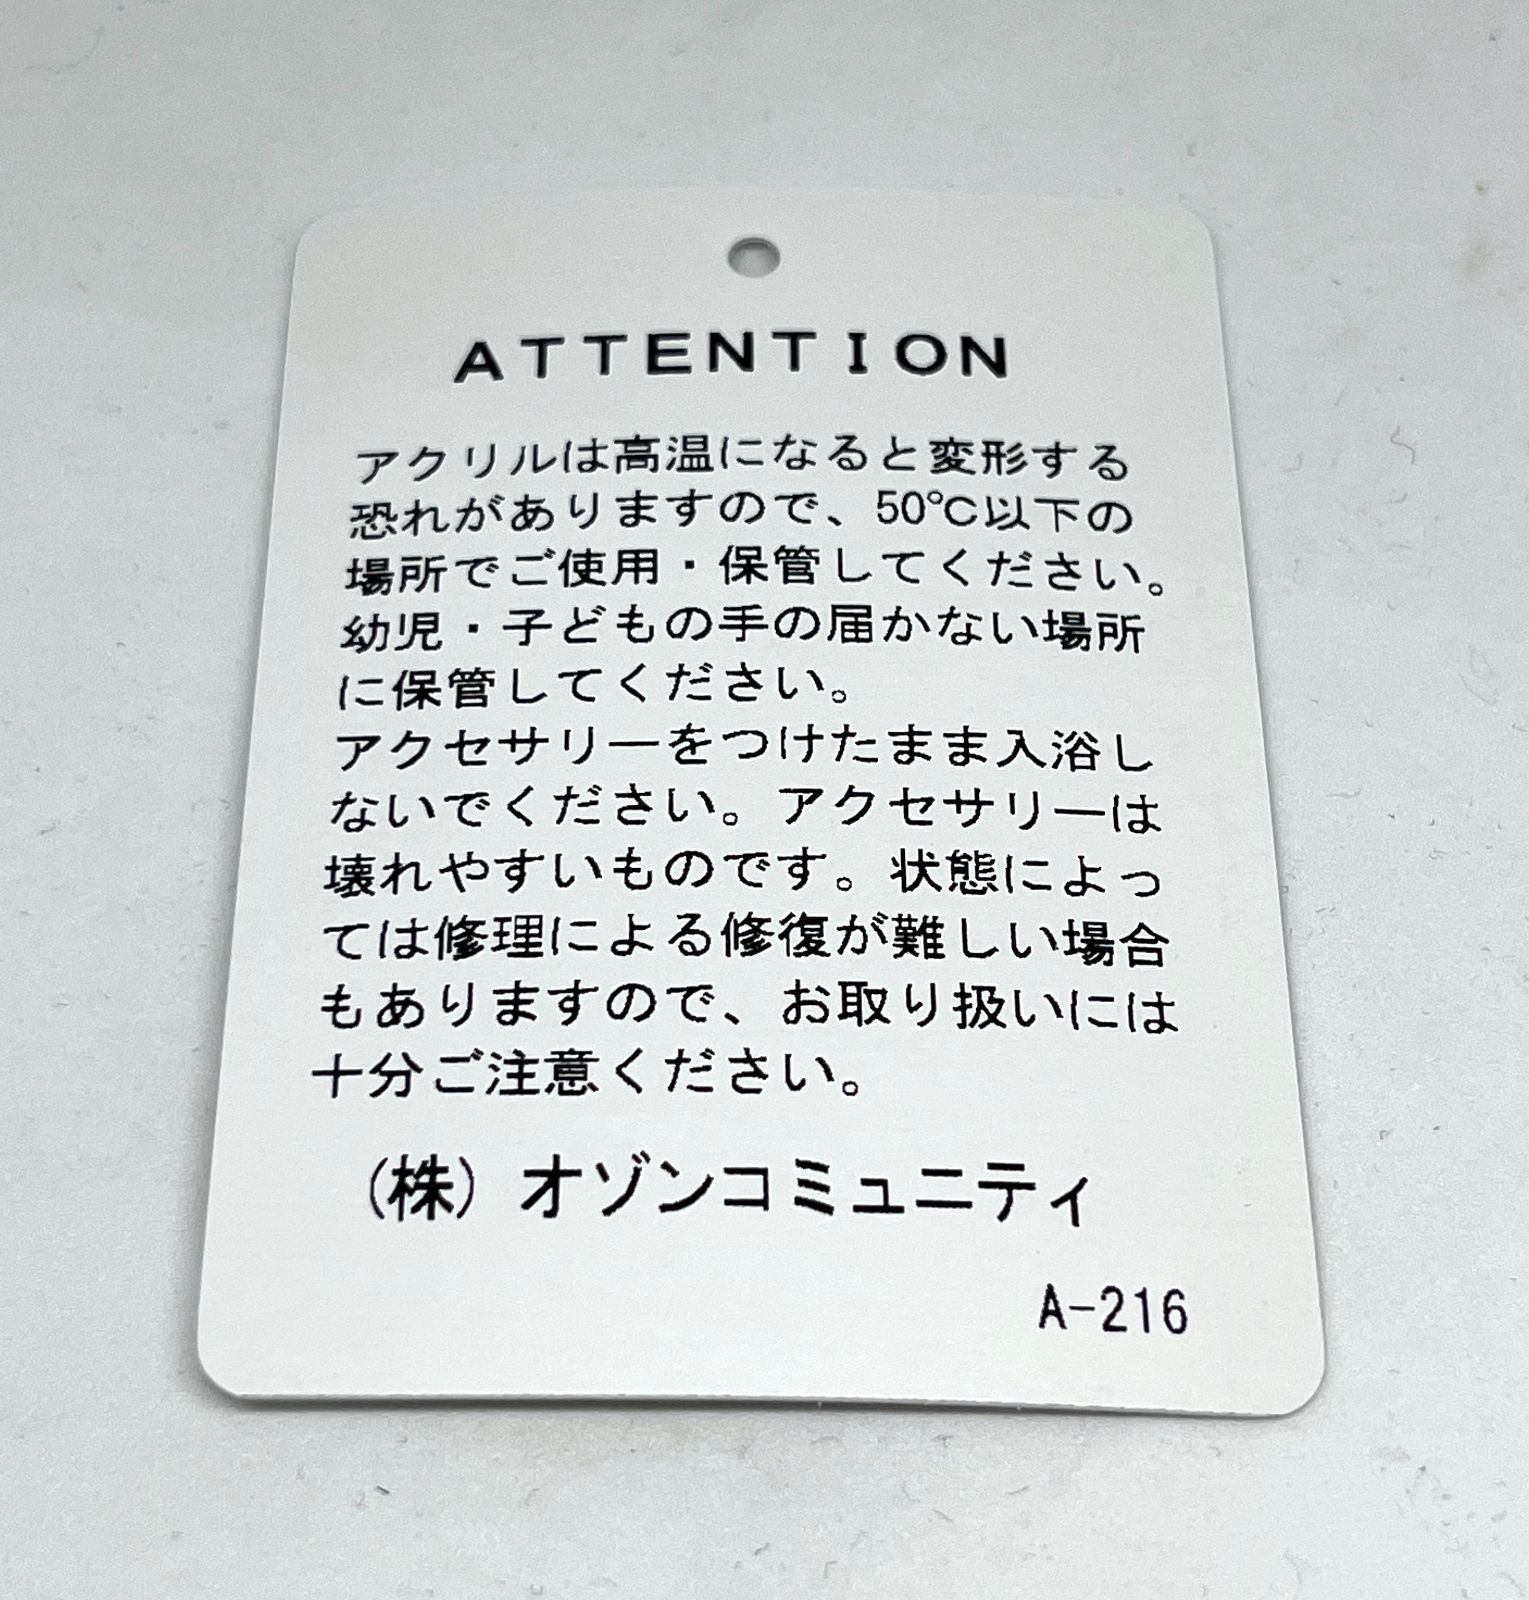 ATTENTION
アクリルは高温になると変形する
恐れがありますので、50℃以下の
場所でご使用・保管してください。
幼児・子どもの手の届かない場所
に保管してください。
アクセサリーをつけたまま入浴し
ないでください。アクセサリーは
壊れやすいものです。状態によっ
ては修理による修復が難しい場合
もありますので、お取り扱いには
十分ご注意ください。
(株) オゾンコミュニティ
A-216